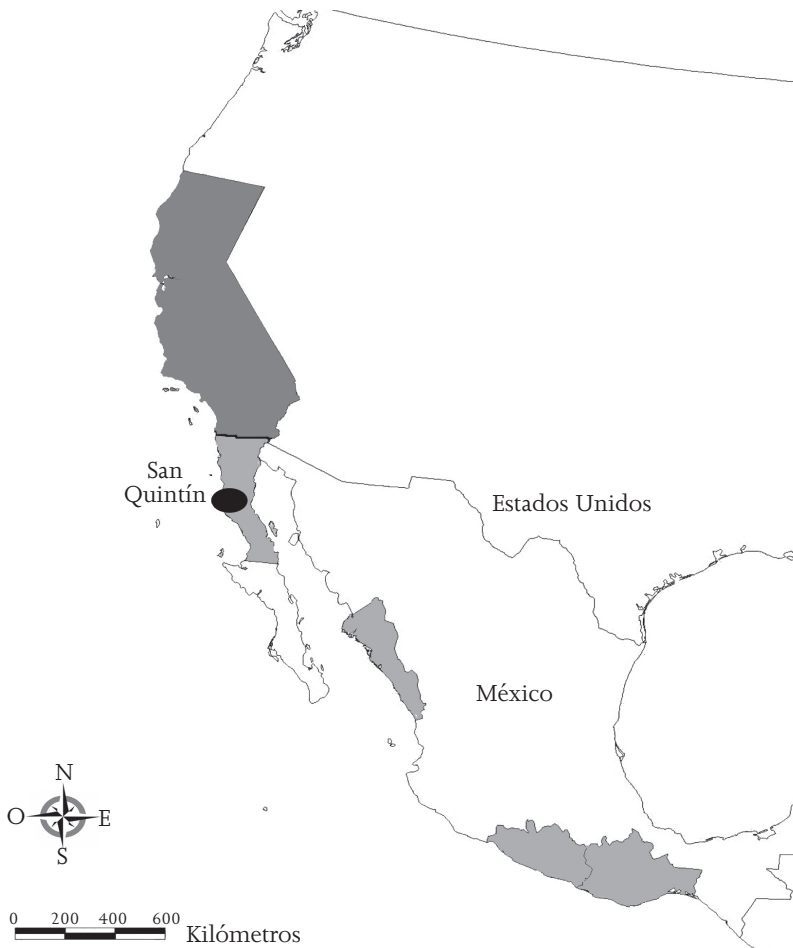 San
Quintín
Estados Unidos
México
N
O
E
S
0 200 400 600
Kilómetros